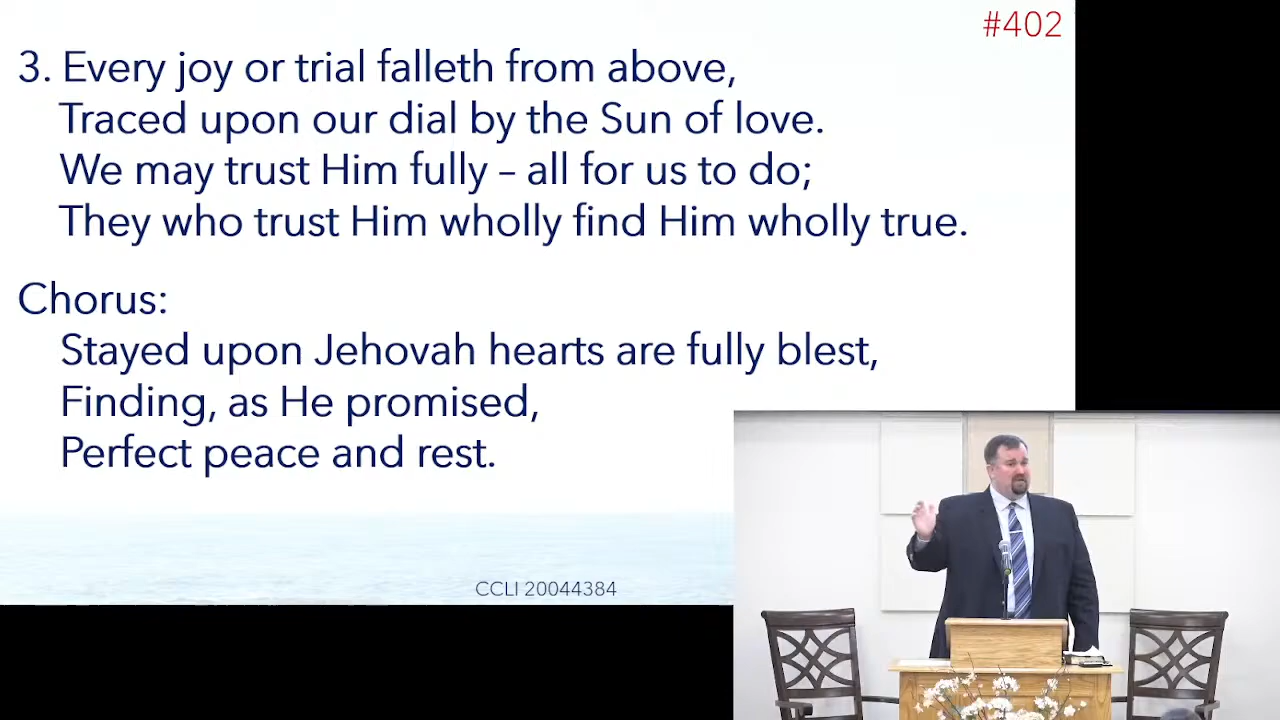 #402
3. Every joy or trial falleth from above,
Traced upon our dial by the Sun of love.
We may trust Him fully – all for us to do;
They who trust Him wholly find Him wholly true.
Chorus:
Stayed upon Jehovah hearts are fully blest,
Finding, as He promised,
Perfect peace and rest.
CCLI 20044384